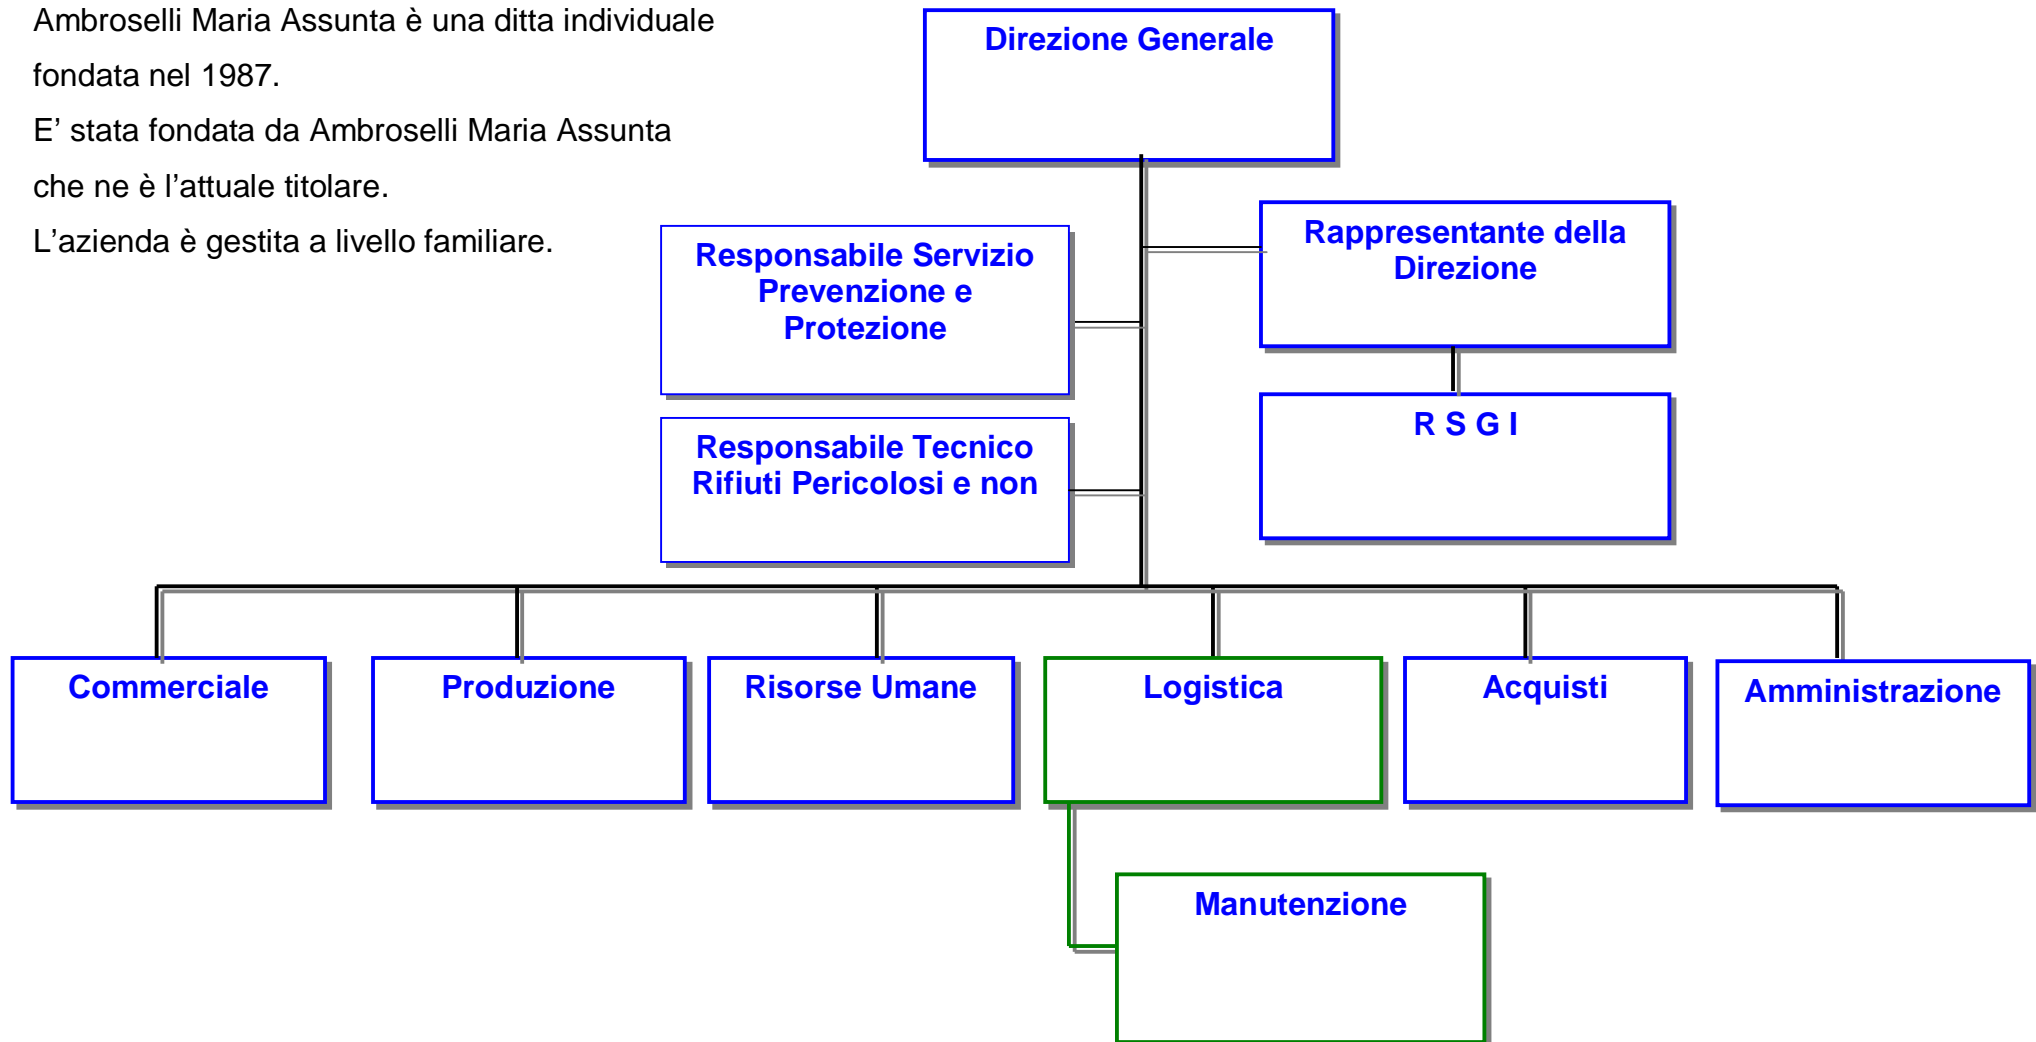 Ambroselli Maria Assunta è una ditta individuale
fondata nel 1987.
E’ stata fondata da Ambroselli Maria Assunta
che ne è l’attuale titolare.
L’azienda è gestita a livello familiare.
Direzione Generale
Rappresentante della
Direzione
Responsabile Servizio
Prevenzione e
Protezione
R S G I
Responsabile Tecnico
Rifiuti Pericolosi e non
Commerciale
Produzione
Risorse Umane
Logistica
Acquisti
Amministrazione
Manutenzione